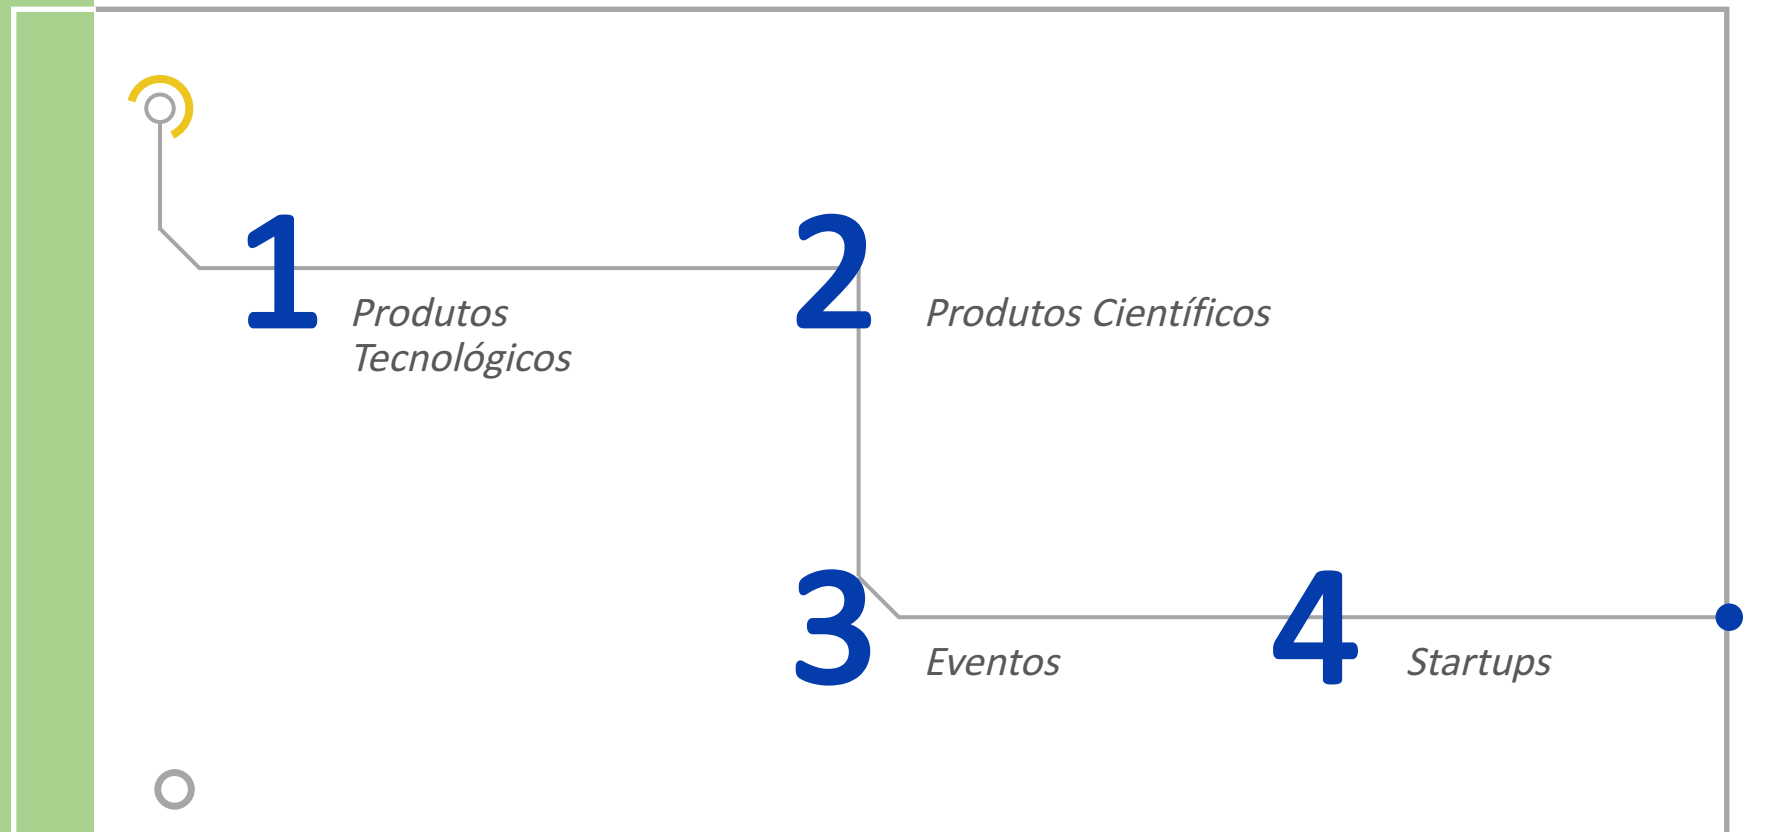 1
Produtos
Tecnológicos
2
Produtos Científicos
3
Eventos
4
Startups